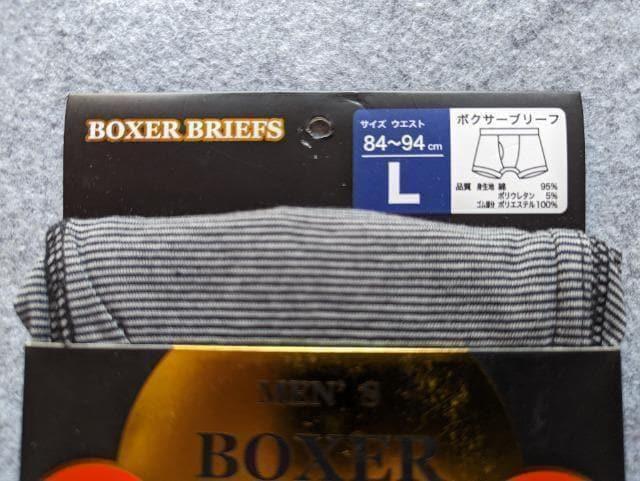 BOXER BRIEFS
サイズ ウエスト
84～94cm
L
ボクサーブリーフ
品質 身生地 綿 95%
ポリウレタン 5%
ゴム部分 ポリエステル100%
MEN'S
BOXER